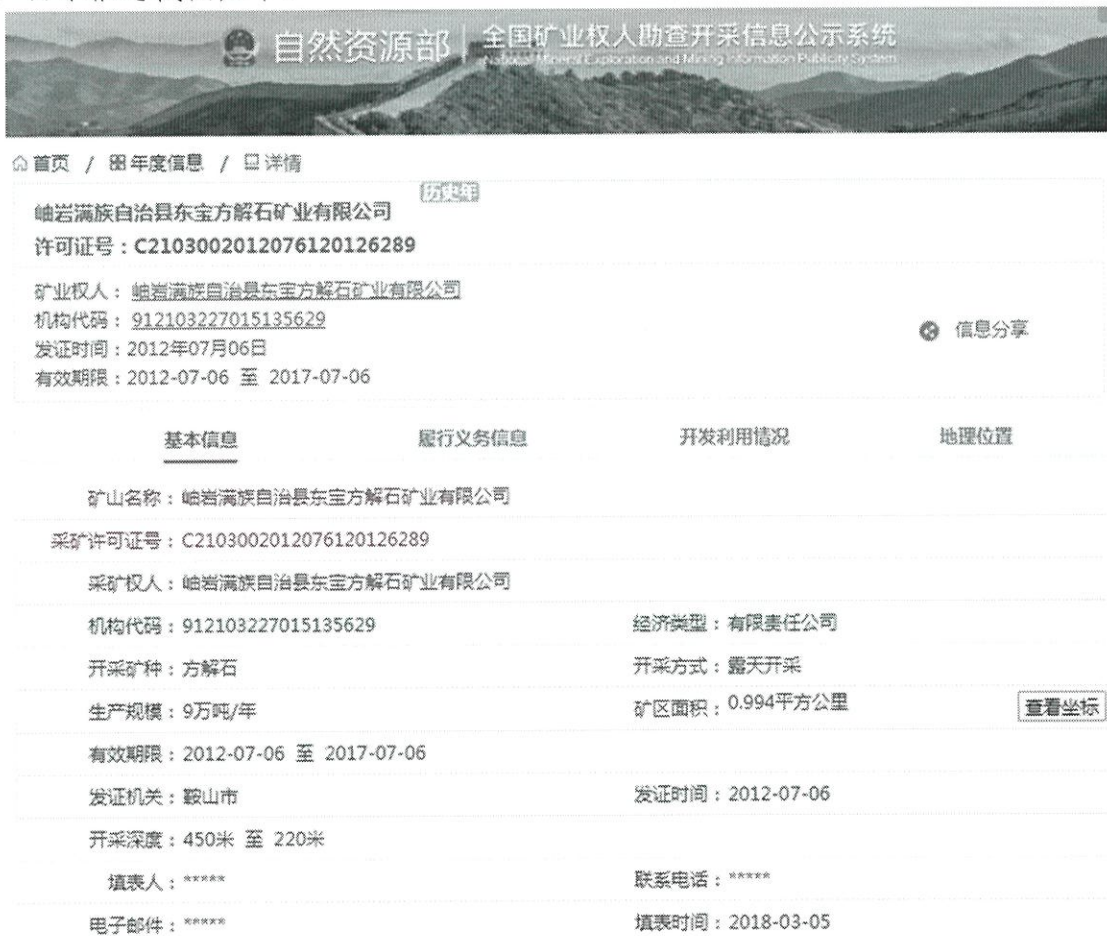 自然资源部
全国矿业权人勘查开采信息公示系统
National Mineral Exploration and Mining Information Publicity System
首页 / 年度信息 / 详情
历史年
岫岩满族自治县东宝方解石矿业有限公司
许可证号：C2103002012076120126289
矿业权人：岫岩满族自治县东宝方解石矿业有限公司
机构代码：912103227015135629
信息分享
发证时间：2012年07月06日
有效期限：2012-07-06 至 2017-07-06
基本信息 履行义务信息 开发利用情况 地理位置
矿山名称：岫岩满族自治县东宝方解石矿业有限公司
采矿许可证号：C2103002012076120126289
采矿权人：岫岩满族自治县东宝方解石矿业有限公司
机构代码：912103227015135629 经济类型：有限责任公司
开采矿种：方解石 开采方式：露天开采
生产规模：9万吨/年 矿区面积：0.994平方公里 查看坐标
有效期限：2012-07-06 至 2017-07-06
发证机关：鞍山市 发证时间：2012-07-06
开采深度：450米 至 220米
填表人：***** 联系电话：*****
电子邮件：***** 填表时间：2018-03-05